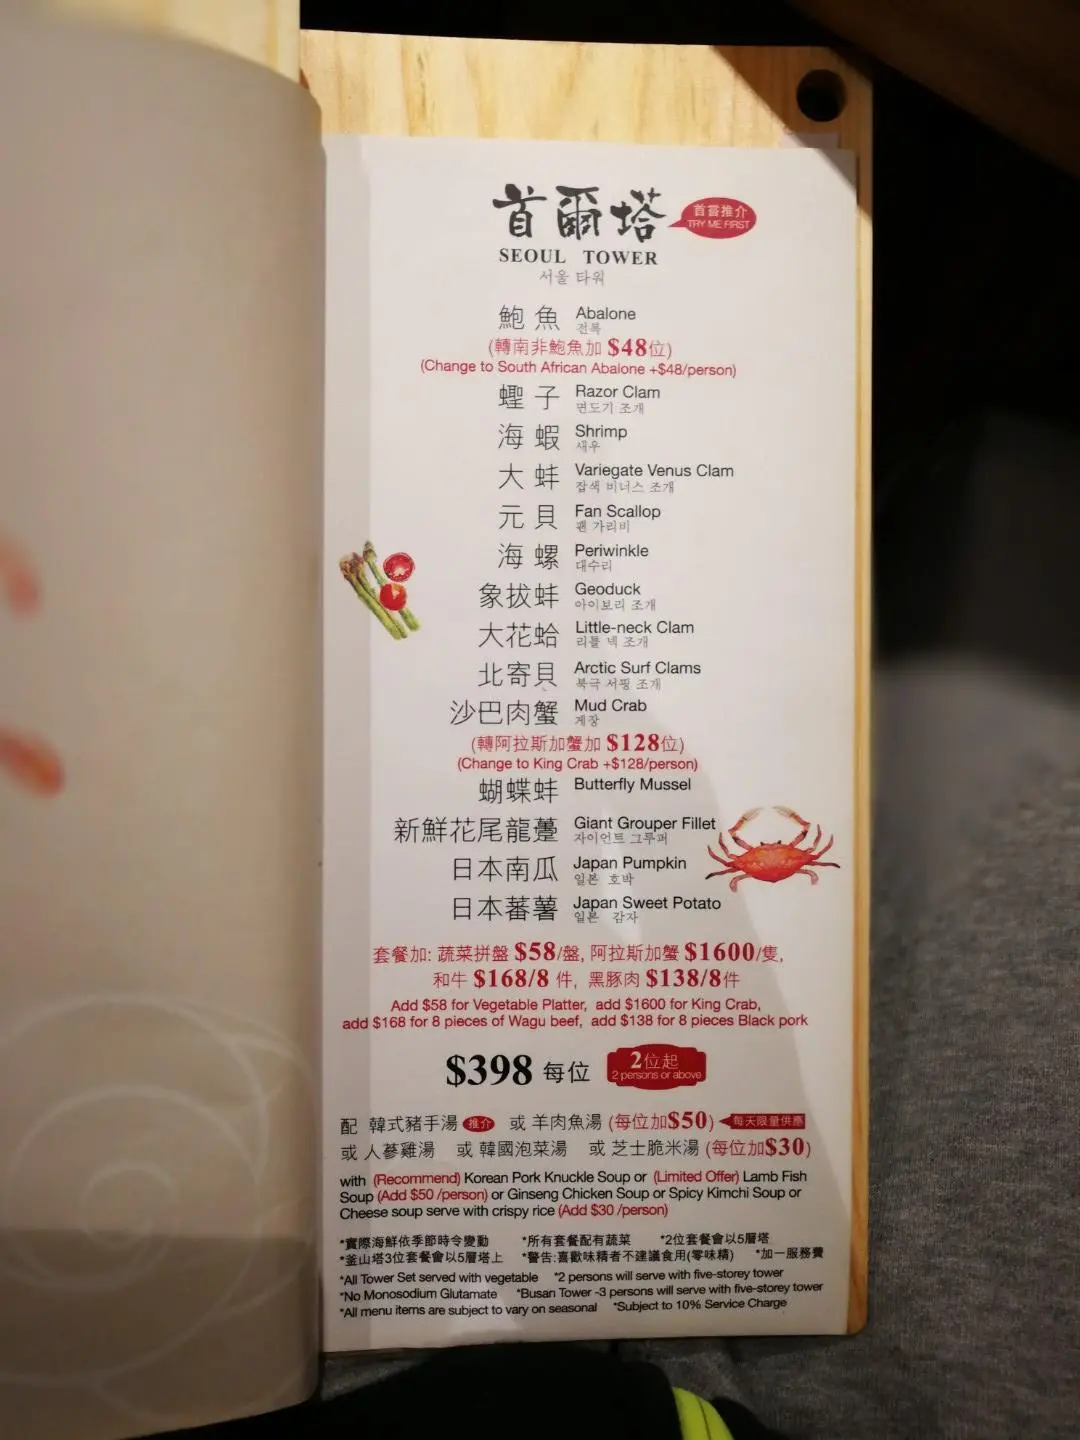 首爾塔
首嘗推介
TRY ME FIRST
SEOUL TOWER
서울 타워
鮑魚 Abalone
전복
(轉南非鮑魚加 $48位)
(Change to South African Abalone +$48/person)
蟶子 Razor Clam
면도기 조개
海蝦 Shrimp
새우
大蚌 Variegate Venus Clam
잡색 비너스 조개
元貝 Fan Scallop
팬 가리비
海螺 Periwinkle
대수리
象拔蚌 Geoduck
아이보리 조개
大花蛤 Little-neck Clam
리틀 넥 조개
北寄貝 Arctic Surf Clams
북극 서핑 조개
沙巴肉蟹 Mud Crab
게장
(轉阿拉斯加蟹加 $128位)
(Change to King Crab +$128/person)
蝴蝶蚌 Butterfly Mussel
新鮮花尾龍躉 Giant Grouper Fillet
자이언트 그루퍼
日本南瓜 Japan Pumpkin
일본 호박
日本蕃薯 Japan Sweet Potato
일본 감자
套餐加: 蔬菜拼盤 $58/盤, 阿拉斯加蟹 $1600/隻,
和牛 $168/8 件, 黑豚肉 $138/8件
Add $58 for Vegetable Platter, add $1600 for King Crab,
add $168 for 8 pieces of Wagu beef, add $138 for 8 pieces Black pork
$398 每位 2位起
2 persons or above
配 韓式豬手湯 推介 或 羊肉魚湯 (每位加$50) 每天限量供應
或 人蔘雞湯 或 韓國泡菜湯 或 芝士脆米湯 (每位加$30)
with (Recommend) Korean Pork Knuckle Soup or (Limited Offer) Lamb Fish
Soup (Add $50 /person) or Ginseng Chicken Soup or Spicy Kimchi Soup or
Cheese soup serve with crispy rice (Add $30 /person)
*實際海鮮依季節時令變動 *所有套餐配有蔬菜 *2位套餐會以5層塔
*釜山塔3位套餐會以5層塔上 *警告:喜歡味精者不建議食用(零味精) *加一服務費
*All Tower Set served with vegetable *2 persons will serve with five-storey tower
*No Monosodium Glutamate *Busan Tower -3 persons will serve with five-storey tower
*All menu items are subject to vary on seasonal *Subject to 10% Service Charge